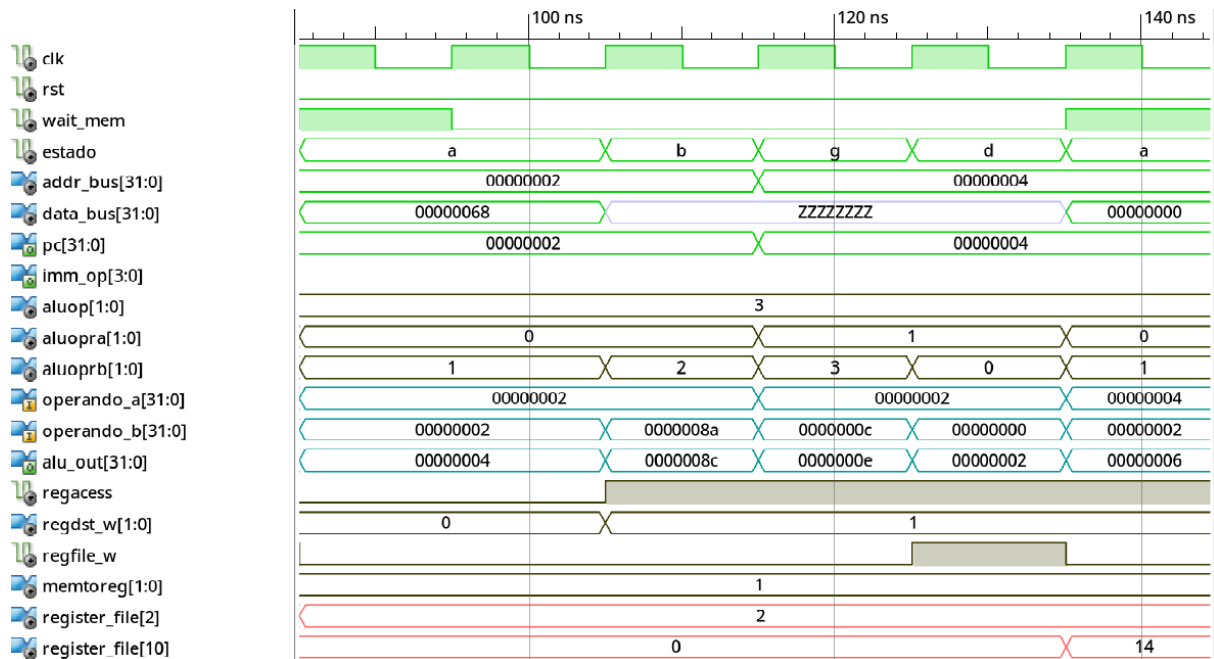 100 ns 120 ns 140 ns
clk
rst
wait_mem
estado a b g d a
addr_bus[31:0] 00000002 00000004
data_bus[31:0] 00000068 ZZZZZZZZ 00000000
pc[31:0] 00000002 00000004
imm_op[3:0]
aluop[1:0] 3
aluopra[1:0] 0 1 0
aluoprb[1:0] 1 2 3 0 1
operando_a[31:0] 00000002 00000002 00000004
operando_b[31:0] 00000002 0000008a 0000000c 00000000 00000002
alu_out[31:0] 00000004 0000008c 0000000e 00000002 00000006
regacess
regdst_w[1:0] 0 1
regfile_w
memtoreg[1:0] 1
register_file[2] 2
register_file[10] 0 14